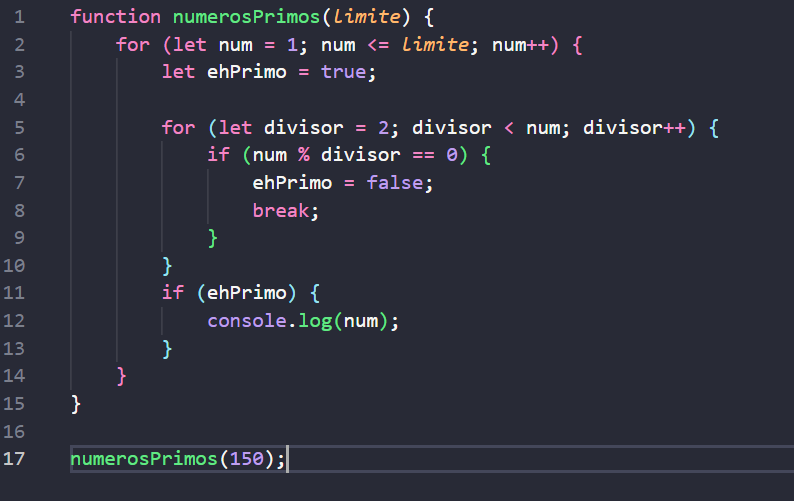 1 function numerosPrimos(limite) {
2 for (let num = 1; num <= limite; num++) {
3 let ehPrimo = true;
4
5 for (let divisor = 2; divisor < num; divisor++) {
6 if (num % divisor == 0) {
7 ehPrimo = false;
8 break;
9 }
10 }
11 if (ehPrimo) {
12 console.log(num);
13 }
14 }
15 }
16
17 numerosPrimos(150);